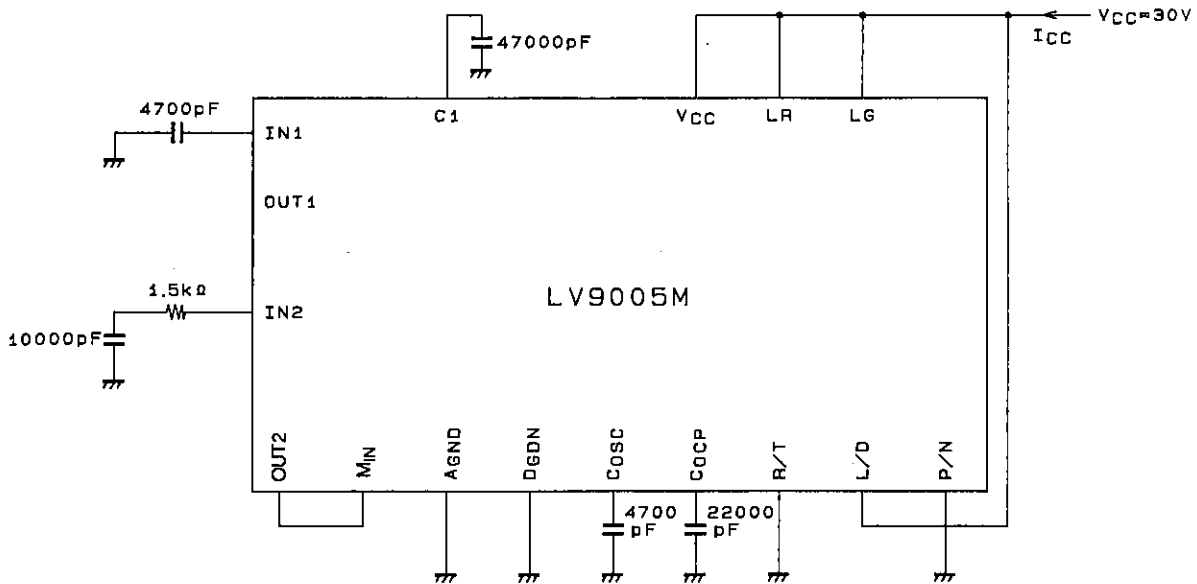 VCC=30V
ICC
47000pF
4700pF
C1
VCC
LR
LG
IN1
OUT1
1.5kΩ
IN2
LV9005M
10000pF
OUT2
MIN
AGND
DGDN
COSC
COCP
R/T
L/D
P/N
4700
pF
22000
pF